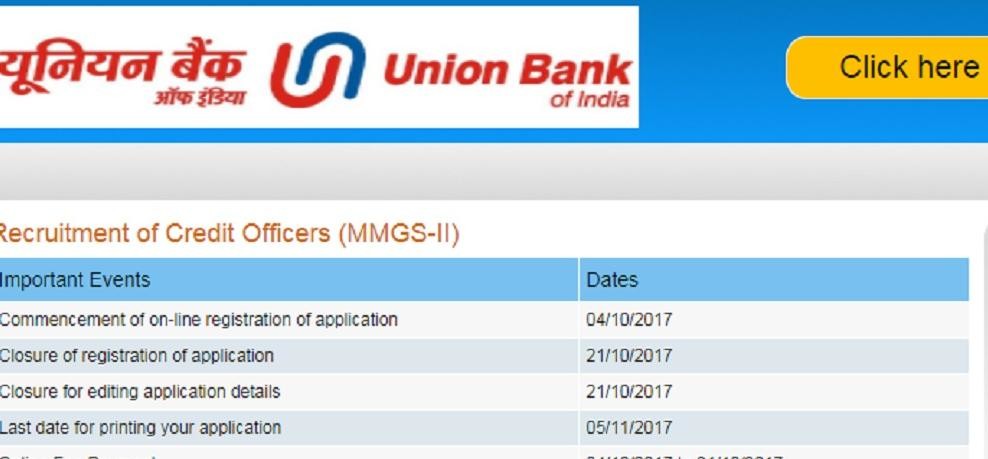 यूनियन बैंक
ऑफ इंडिया
Union Bank
of India
Click here
Recruitment of Credit Officers (MMGS-II)
Important Events Dates
Commencement of on-line registration of application 04/10/2017
Closure of registration of application 21/10/2017
Closure for editing application details 21/10/2017
Last date for printing your application 05/11/2017